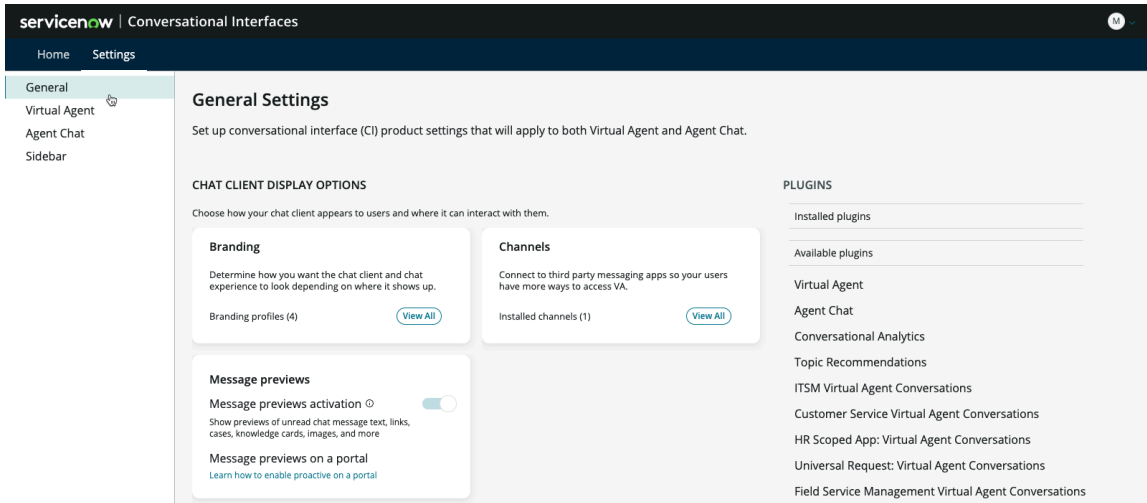 servicenow | Conversational Interfaces
M
Home Settings
General
Virtual Agent
Agent Chat
Sidebar
General Settings
Set up conversational interface (CI) product settings that will apply to both Virtual Agent and Agent Chat.
CHAT CLIENT DISPLAY OPTIONS
Choose how your chat client appears to users and where it can interact with them.
Branding
Determine how you want the chat client and chat
experience to look depending on where it shows up.
Branding profiles (4) View All
Channels
Connect to third party messaging apps so your users
have more ways to access VA.
Installed channels (1) View All
Message previews
Message previews activation
Show previews of unread chat message text, links,
cases, knowledge cards, images, and more
Message previews on a portal
Learn how to enable proactive on a portal
PLUGINS
Installed plugins
Available plugins
Virtual Agent
Agent Chat
Conversational Analytics
Topic Recommendations
ITSM Virtual Agent Conversations
Customer Service Virtual Agent Conversations
HR Scoped App: Virtual Agent Conversations
Universal Request: Virtual Agent Conversations
Field Service Management Virtual Agent Conversations